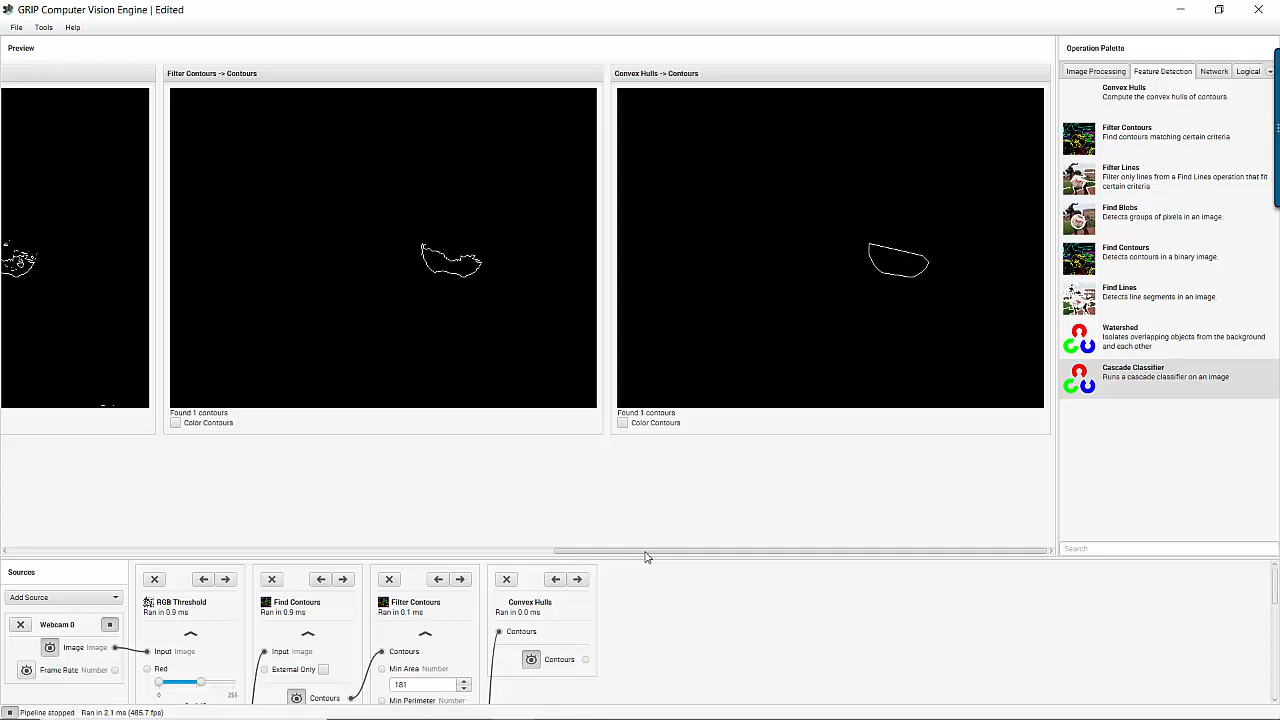 GRIP Computer Vision Engine | Edited
File Tools Help
Preview
Operation Palette
Filter Contours -> Contours
Convex Hulls -> Contours
Image Processing Feature Detection Network Logical
Convex Hulls
Compute the convex hulls of contours
Filter Contours
Find contours matching certain criteria
Filter Lines
Filter only lines from a Find Lines operation that fit
certain criteria
Find Blobs
Detects groups of pixels in an image.
Find Contours
Detects contours in a binary image.
Find Lines
Detects line segments in an image.
Watershed
Isolates overlapping objects from the background
and each other
Cascade Classifier
Runs a cascade classifier on an image
Found 1 contours
Color Contours
Found 1 contours
Color Contours
Search
Sources
Add Source
Webcam 0
Image Image
Frame Rate Number
RGB Threshold
Ran in 0.9 ms
Input Image
Red
0 255
Find Contours
Ran in 0.9 ms
Input Image
External Only
Contours
Filter Contours
Ran in 0.1 ms
Contours
Min Area Number
181
Min Perimeter Number
Convex Hulls
Ran in 0.0 ms
Contours
Contours
Pipeline stopped Ran in 2.1 ms (485.7 fps)